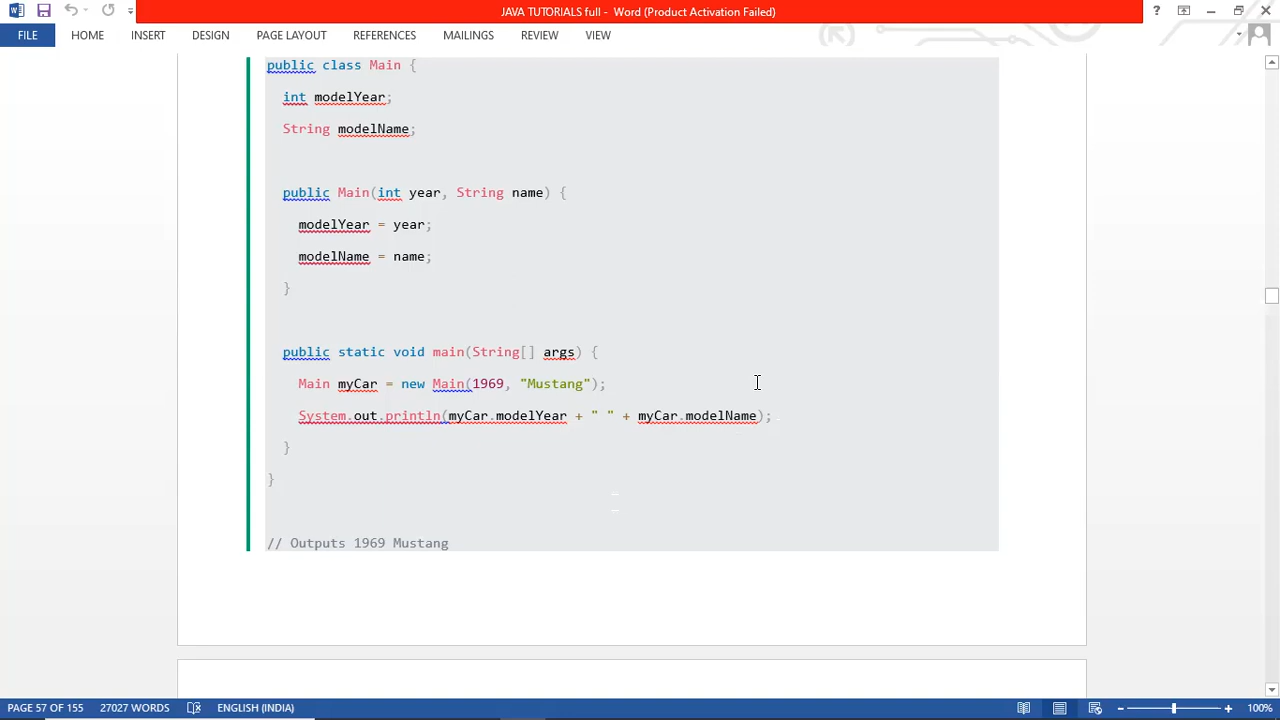 JAVA TUTORIALS full - Word (Product Activation Failed)
FILE HOME INSERT DESIGN PAGE LAYOUT REFERENCES MAILINGS REVIEW VIEW
public class Main {
int modelYear;
String modelName;
public Main(int year, String name) {
modelYear = year;
modelName = name;
}
public static void main(String[] args) {
Main myCar = new Main(1969, "Mustang");
System.out.println(myCar.modelYear + " " + myCar.modelName);
}
}
// Outputs 1969 Mustang
PAGE 57 OF 155 27027 WORDS ENGLISH (INDIA) 100%